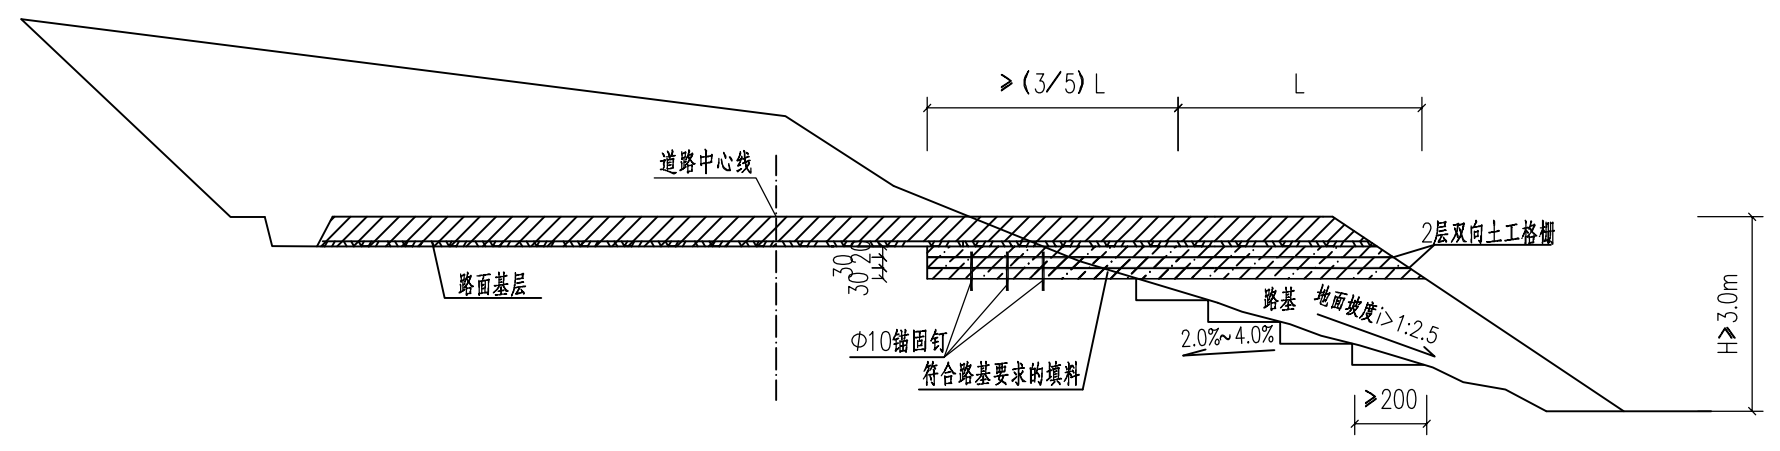 ≥(3/5)L
L
道路中心线
2层双向土工格栅
30
30 20
路面基层
路基
地面坡度i>1:2.5
H≥3.0m
Φ10锚固钉
2.0%~4.0%
符合路基要求的填料
≥200